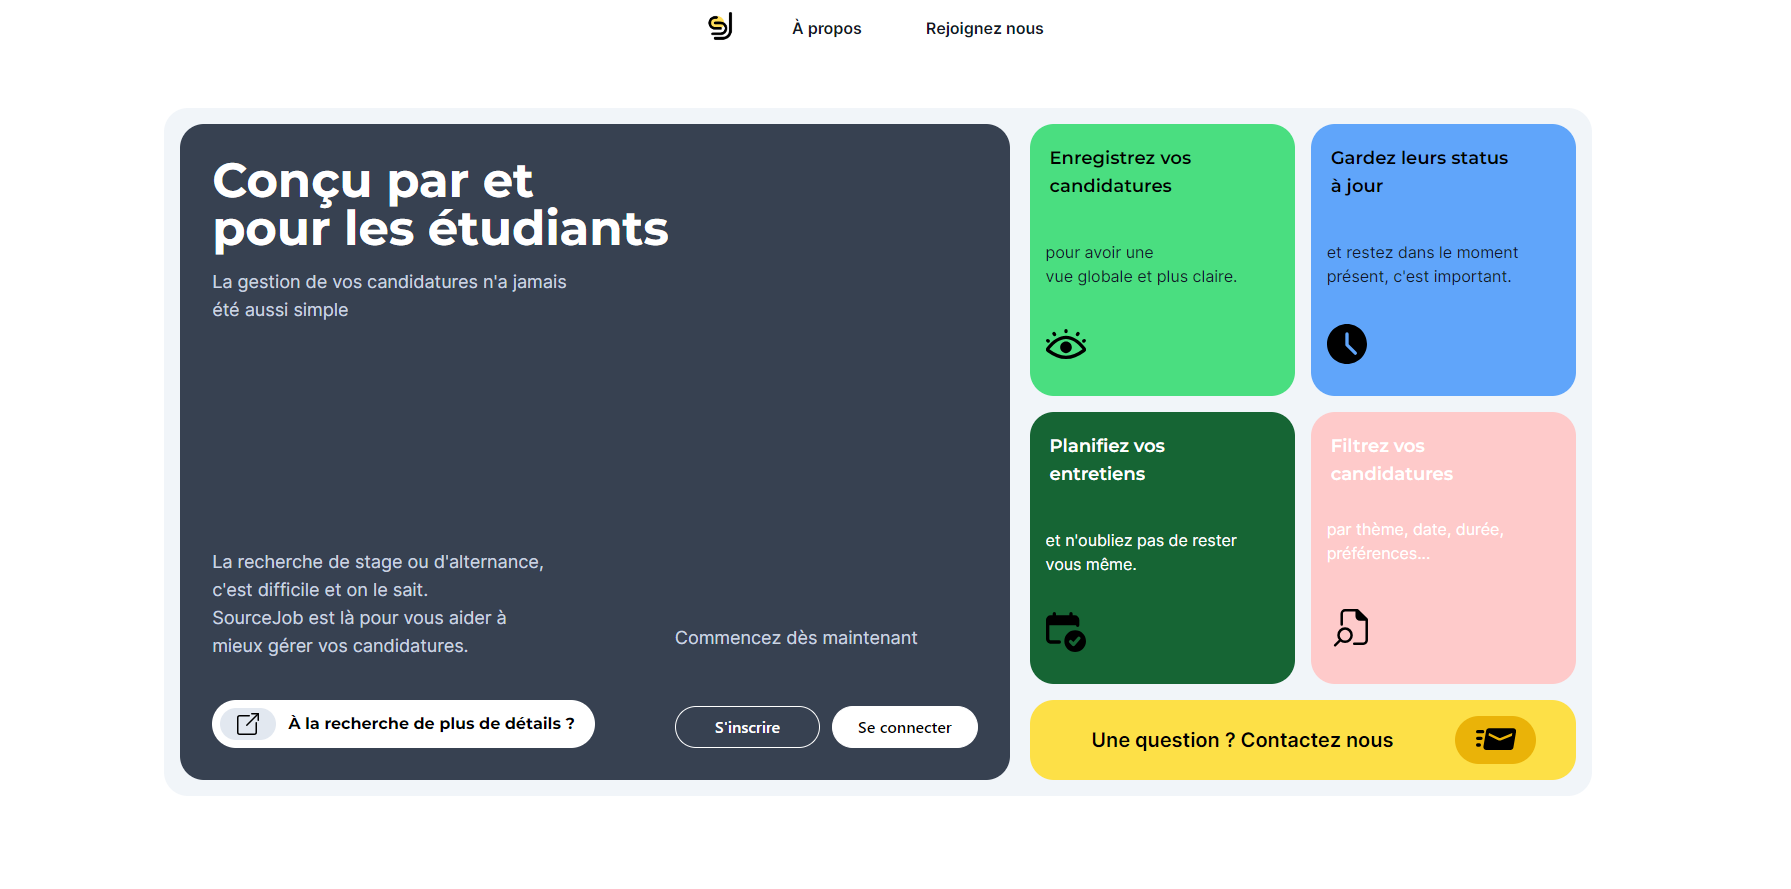 À propos
Rejoignez nous
Conçu par et
pour les étudiants
La gestion de vos candidatures n'a jamais
été aussi simple
La recherche de stage ou d'alternance,
c'est difficile et on le sait.
SourceJob est là pour vous aider à
mieux gérer vos candidatures.
À la recherche de plus de détails ?
Commencez dès maintenant
S'inscrire
Se connecter
Enregistrez vos
candidatures
pour avoir une
vue globale et plus claire.
Gardez leurs status
à jour
et restez dans le moment
présent, c'est important.
Planifiez vos
entretiens
et n'oubliez pas de rester
vous même.
Filtrez vos
candidatures
par thème, date, durée,
préférences...
Une question ? Contactez nous